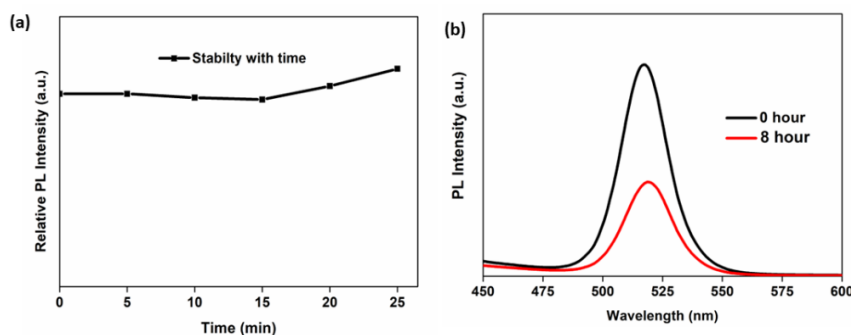 (a)
Stabilty with time
Relative PL Intensity (a.u.)
0 5 10 15 20 25
Time (min)
(b)
0 hour
8 hour
PL Intensity (a.u.)
450 475 500 525 550 575 600
Wavelength (nm)